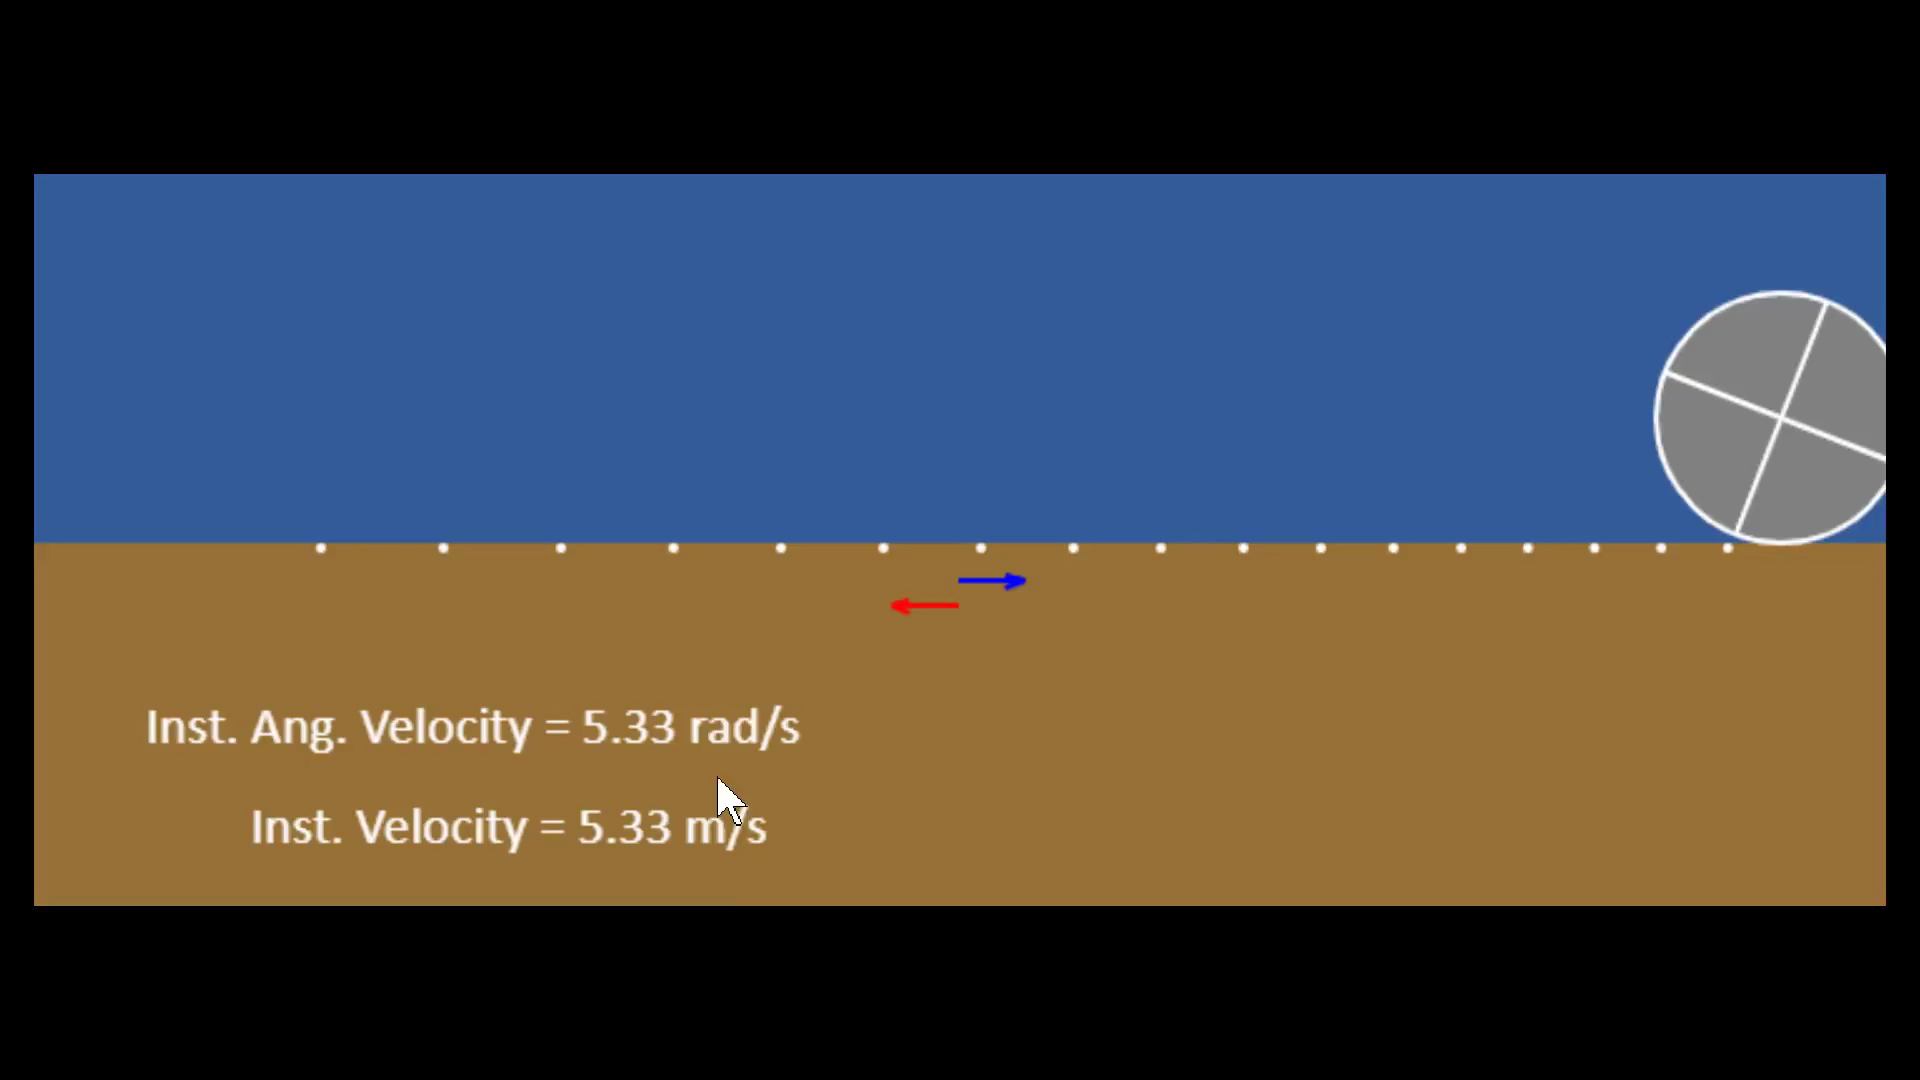 Inst. Ang. Velocity = 5.33 rad/s
Inst. Velocity = 5.33 m/s